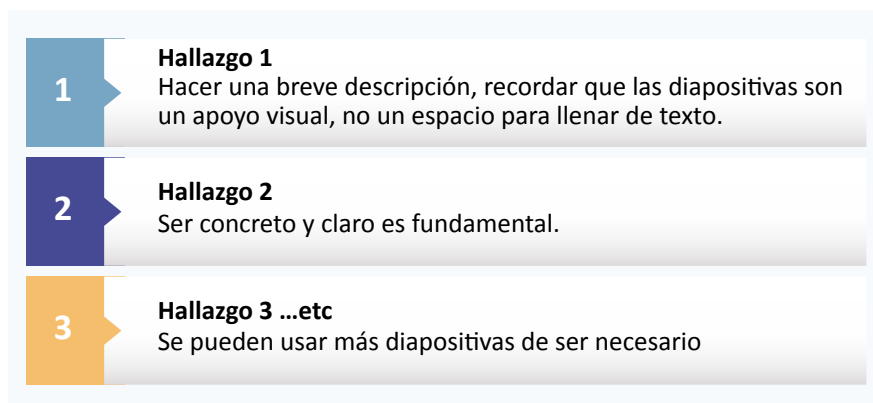 1
Hallazgo 1
Hacer una breve descripción, recordar que las diapositivas son
un apoyo visual, no un espacio para llenar de texto.
2
Hallazgo 2
Ser concreto y claro es fundamental.
3
Hallazgo 3 ...etc
Se pueden usar más diapositivas de ser necesario